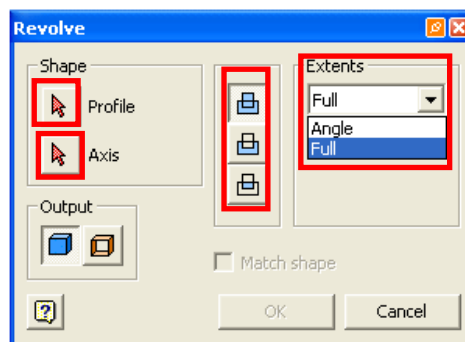 Revolve
Shape
Profile
Axis
Extents
Full
Angle
Full
Output
Match shape
?
OK
Cancel